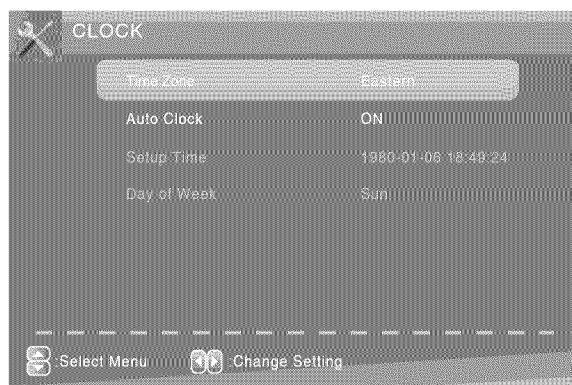 CLOCK
Time Zone Eastern
Auto Clock ON
Setup Time 1980-01-06 18:49:24
Day of Week Sun
:Select Menu :Change Setting